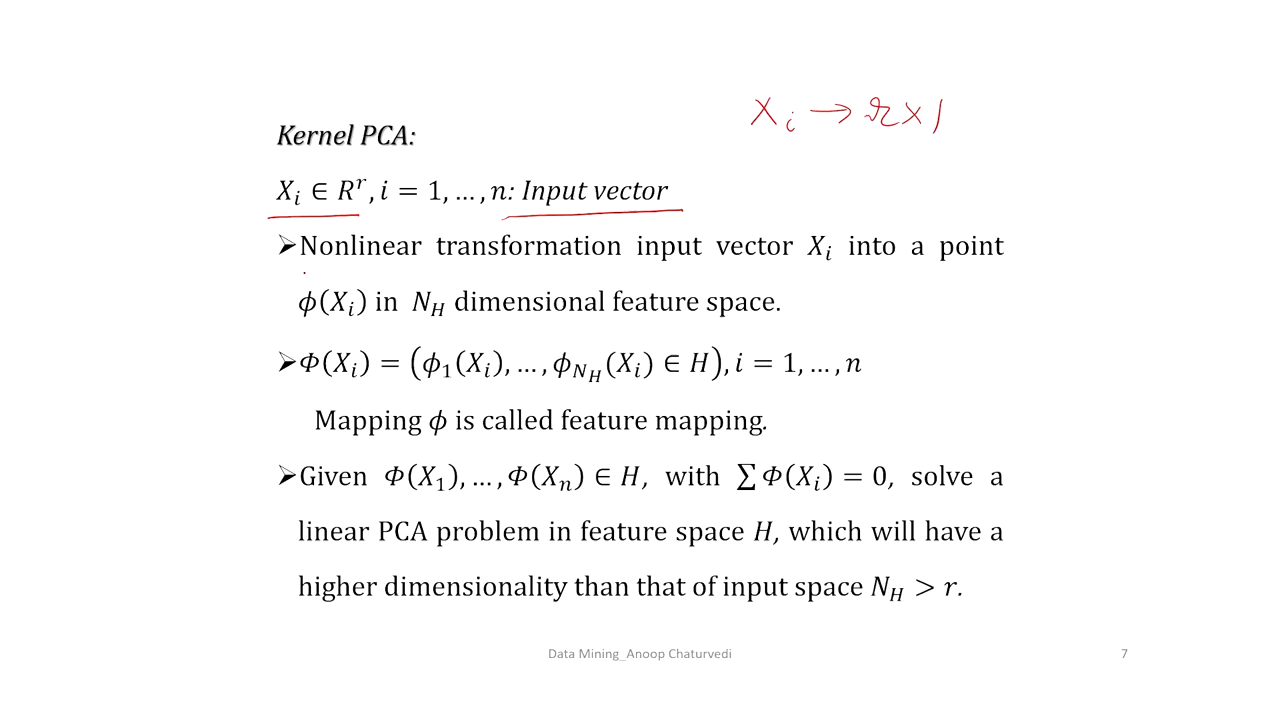 X_i → r×1
Kernel PCA:
X_i ∈ R^r, i = 1, …, n: Input vector
➢Nonlinear transformation input vector X_i into a point
ϕ(X_i) in N_H dimensional feature space.
➢Φ(X_i) = (ϕ_1(X_i), …, ϕ_{N_H}(X_i) ∈ H), i = 1, …, n
Mapping ϕ is called feature mapping.
➢Given Φ(X_1), …, Φ(X_n) ∈ H, with ∑ Φ(X_i) = 0, solve a
linear PCA problem in feature space H, which will have a
higher dimensionality than that of input space N_H > r.
Data Mining_Anoop Chaturvedi
7